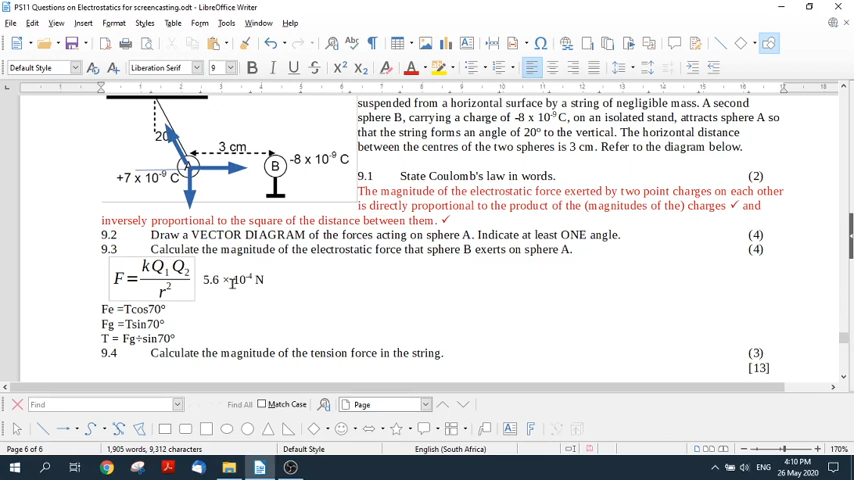 PS11 Questions on Electrostatics for screencasting.odt - LibreOffice Writer
File Edit View Insert Format Styles Table Form Tools Window Help
Default Style Liberation Serif 9
suspended from a horizontal surface by a string of negligible mass. A second
sphere B, carrying a charge of -8 x 10⁻⁹ C, on an isolated stand, attracts sphere A so
that the string forms an angle of 20° to the vertical. The horizontal distance
between the centres of the two spheres is 3 cm. Refer to the diagram below.
20
3 cm
A
B
-8 x 10⁻⁹ C
+7 x 10⁻⁹ C
9.1 State Coulomb's law in words. (2)
The magnitude of the electrostatic force exerted by two point charges on each other
is directly proportional to the product of the (magnitudes of the) charges ✓ and
inversely proportional to the square of the distance between them. ✓
9.2 Draw a VECTOR DIAGRAM of the forces acting on sphere A. Indicate at least ONE angle. (4)
9.3 Calculate the magnitude of the electrostatic force that sphere B exerts on sphere A. (4)
F = kQ₁Q₂ / r² 5.6 × 10⁻⁴ N
Fe =Tcos70°
Fg =Tsin70°
T = Fg÷sin70°
9.4 Calculate the magnitude of the tension force in the string. (3)
[13]
Find Find All Match Case Page
Page 6 of 6 1,905 words, 9,312 characters Default Style English (South Africa) 170%
ENG 4:10 PM
26 May 2020